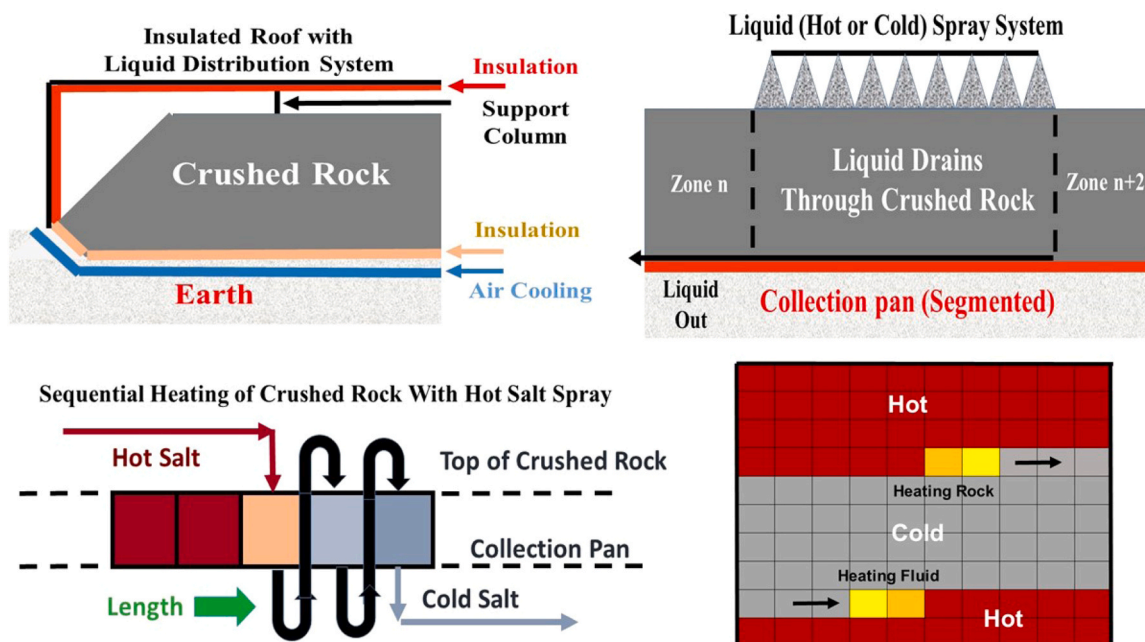 Insulated Roof with
Liquid Distribution System
Insulation
Support
Column
Crushed Rock
Insulation
Air Cooling
Earth
Liquid (Hot or Cold) Spray System
Zone n
Liquid Drains
Through Crushed Rock
Zone n+2
Liquid
Out
Collection pan (Segmented)
Sequential Heating of Crushed Rock With Hot Salt Spray
Hot Salt
Top of Crushed Rock
Collection Pan
Length
Cold Salt
Hot
Heating Rock
Cold
Heating Fluid
Hot